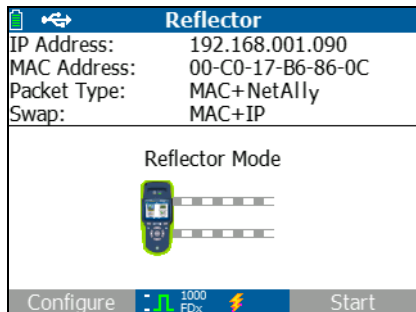 Reflector
IP Address: 192.168.001.090
MAC Address: 00-C0-17-B6-86-0C
Packet Type: MAC+NetAlly
Swap: MAC+IP
Reflector Mode
Configure 1000 FDx Start